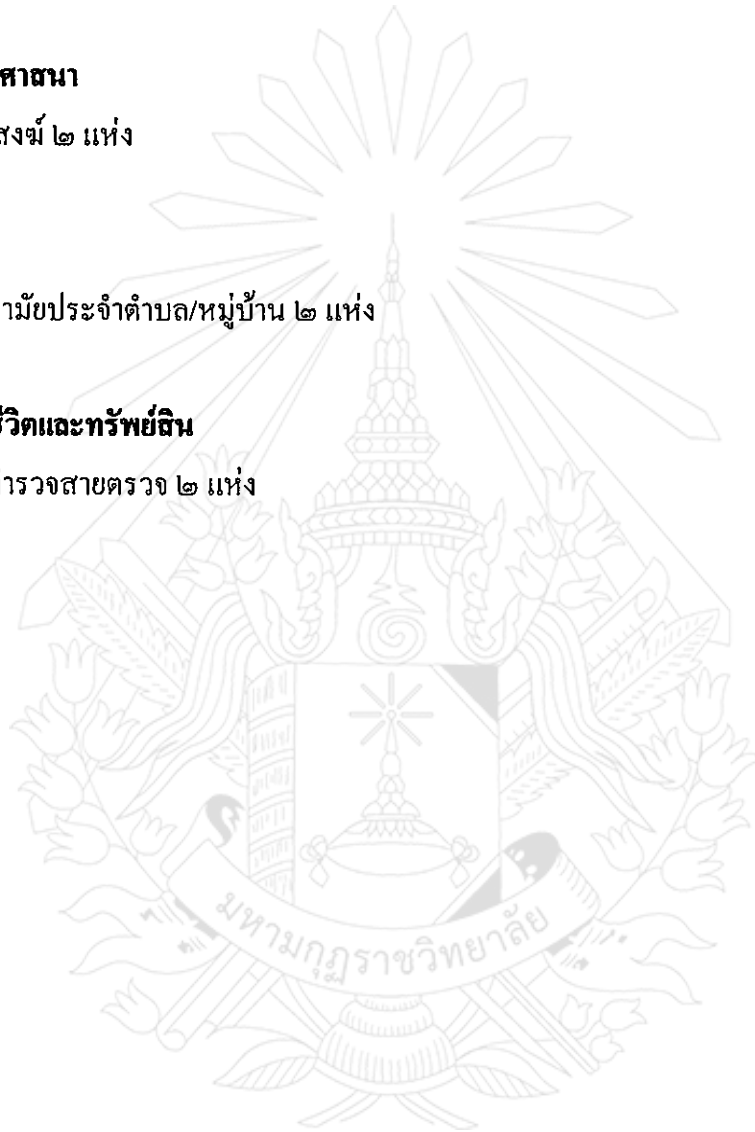 ศาสนา
สงฆ์ ๒ แห่ง
ามัยประจำตำบล/หมู่บ้าน ๒ แห่ง
ชีวิตและทรัพย์สิน
ตำรวจสายตรวจ ๒ แห่ง
มหามกุฏราชวิทยาลัย